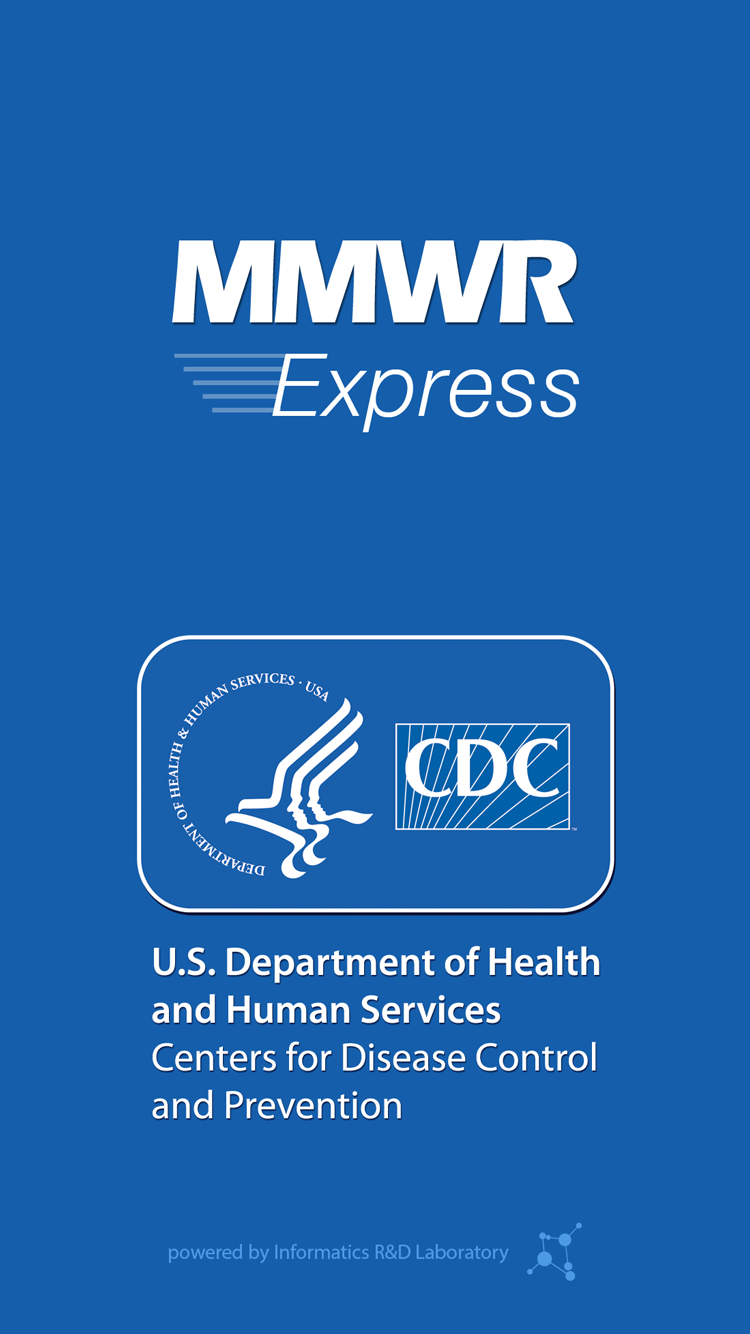 MMWR
Express
DEPARTMENT OF HEALTH & HUMAN SERVICES · USA
CDC
TM
U.S. Department of Health
and Human Services
Centers for Disease Control
and Prevention
powered by Informatics R&D Laboratory